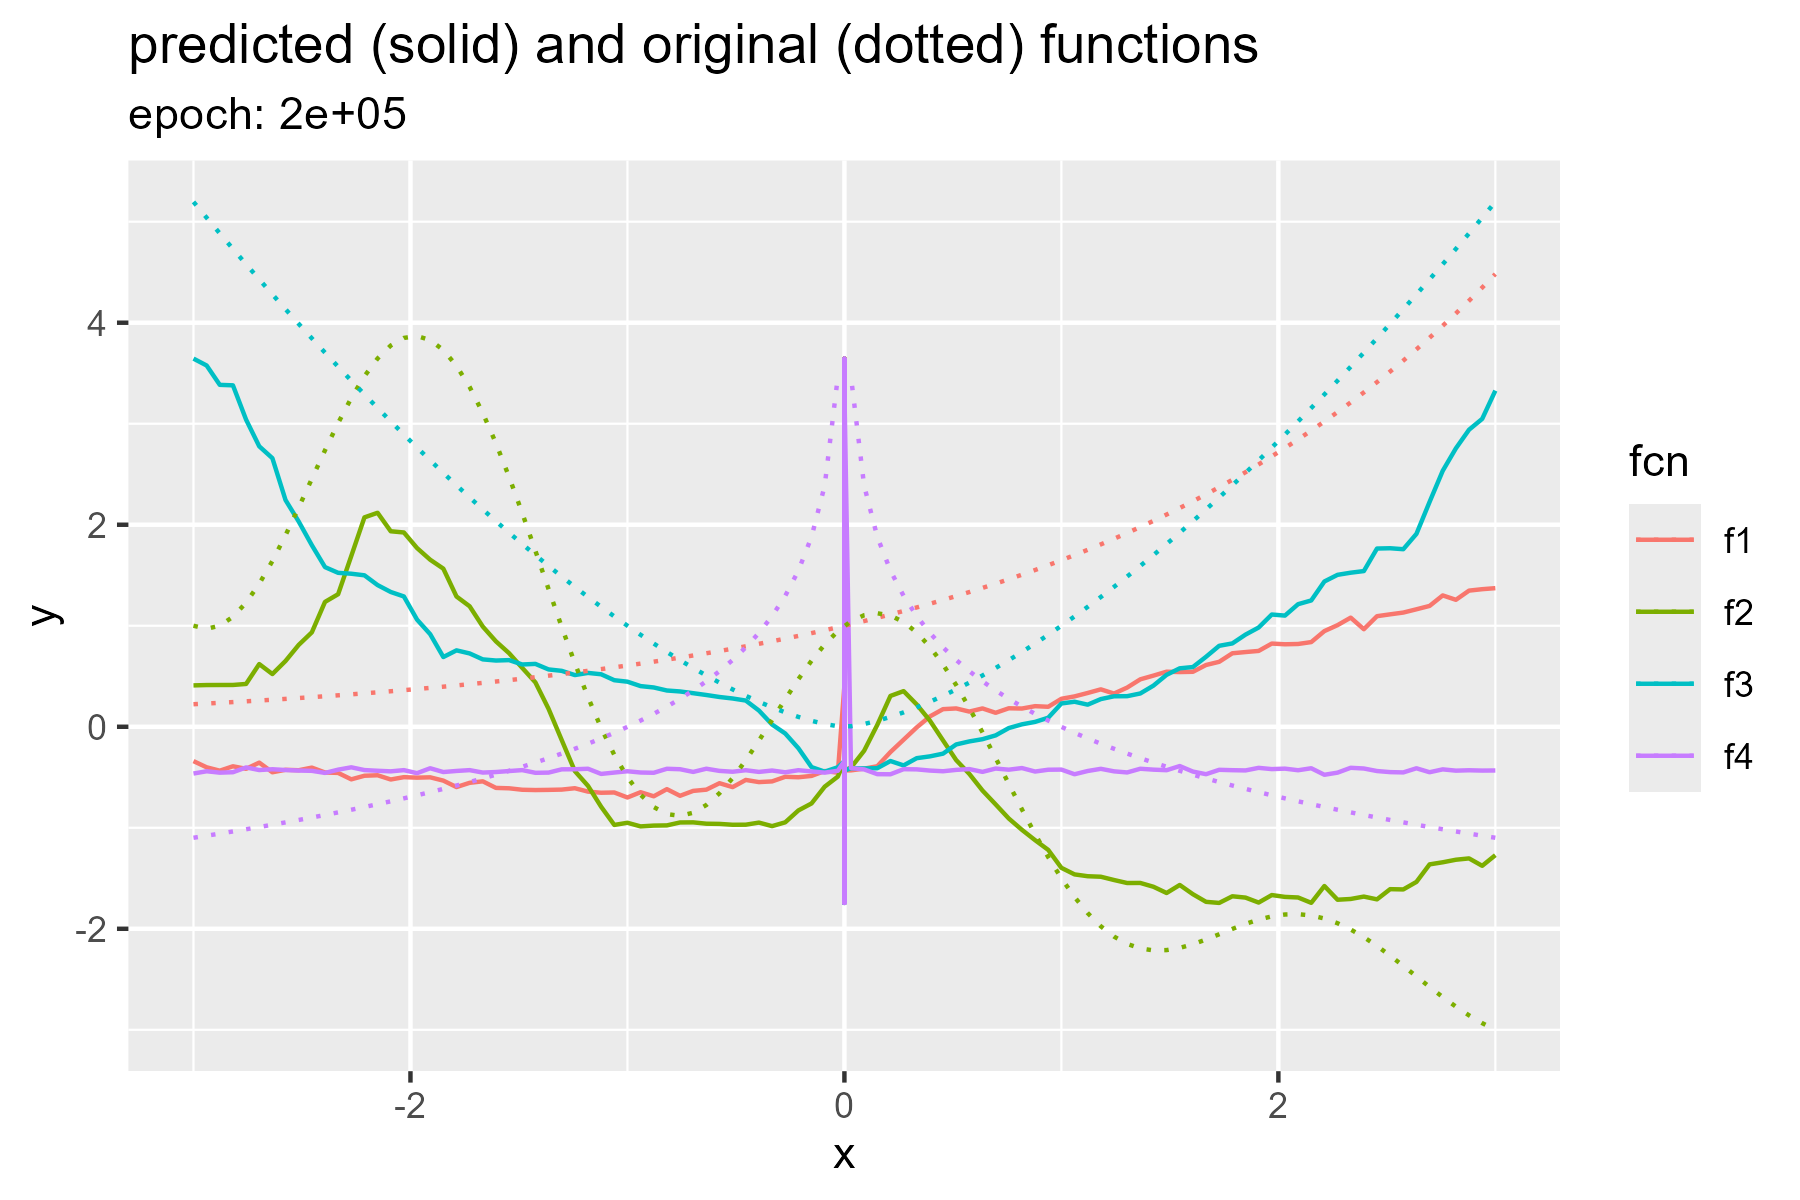 predicted (solid) and original (dotted) functions
epoch: 2e+05
4
2
0
-2
y
-2
0
2
x
fcn
f1
f2
f3
f4